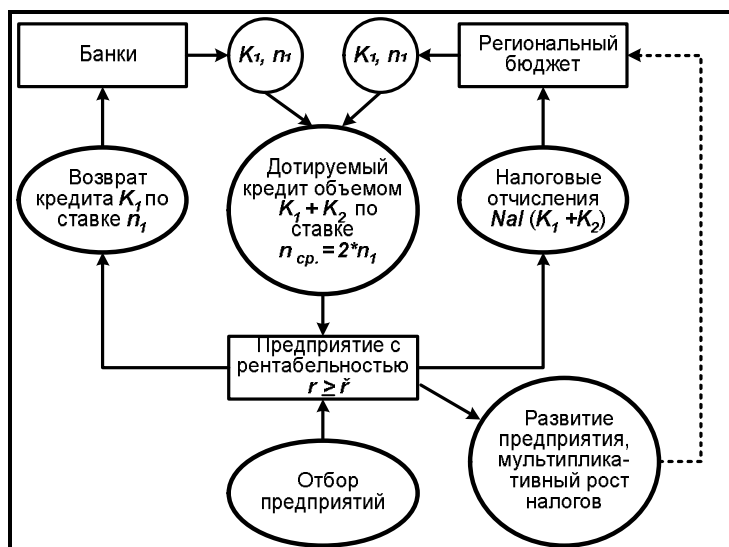 Банки
K₁, n₁
K₁, n₁
Региональный
бюджет
Возврат
кредита K₁ по
ставке n₁
Дотируемый
кредит объемом
K₁ + K₂ по
ставке
n ср. = 2*n₁
Налоговые
отчисления
Nal (K₁ +K₂)
Предприятие с
рентабельностью
r ≥ ř
Отбор
предприятий
Развитие
предприятия,
мультиплика-
тивный рост
налогов